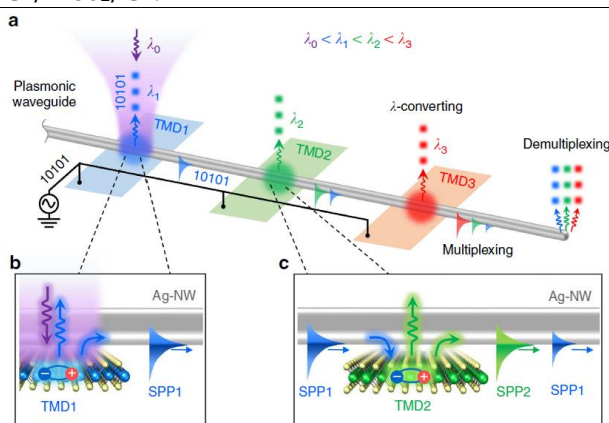 a
λ0
λ0 < λ1 < λ2 < λ3
Plasmonic
waveguide
10101
λ1
TMD1
λ2
TMD2
λ-converting
λ3
TMD3
Demultiplexing
10101
10101
Multiplexing
b
Ag-NW
− +
SPP1
TMD1
c
Ag-NW
SPP1
− +
SPP2
SPP1
TMD2